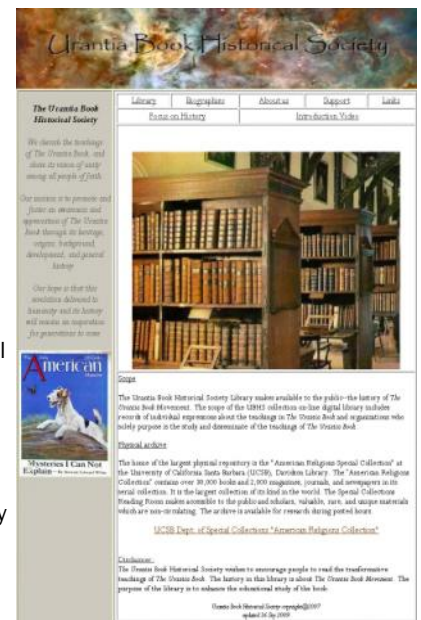 Urantia Book Historical Society
The Urantia Book
Historical Society
We cherish the teachings
of The Urantia Book, and
share its vision of unity
among all people of faith.
Our mission is to promote and
foster an awareness and
appreciation of The Urantia
Book through its heritage,
origins, background,
development, and general
history.
Our hope is that this
revelation delivered to
humanity and its history
will remain an inspiration
for generations to come
American
Magazine
Mysteries I Can Not
Explain
Library Biographies About us Support Links
Focus on History Introduction Video
Scope
The Urantia Book Historical Society Library makes available to the public--the history of The
Urantia Book Movement. The scope of the UBHS collection on-line digital library includes
records of individual expressions about the teachings in The Urantia Book and organizations who
solely purpose is the study and disseminate of the teachings of The Urantia Book.
Physical archive
The home of the largest physical repository is the "American Religions Special Collection" at
the University of California Santa Barbara (UCSB), Davidson Library. The "American Religions
Collection" contains over 30,000 books and magazines, journals, and newspapers in its
serial collection. It is the largest collection of its kind in the world. The Special Collections
Reading Room makes accessible to the public and scholars, valuable, rare, and unique materials
which are non-circulating. The archive is available for research during posted hours.
UCSB Dept. of Special Collections "American Religions Collection"
Disclaimer
The Urantia Book Historical Society wishes to encourage people to read the transformative
teachings of The Urantia Book. The history in this library is about The Urantia Book Movement. The
purpose of the library is to enhance the educational study of the book.
Urantia Book Historical Society copyright@2007
updated 16 Sep 2009
l
y